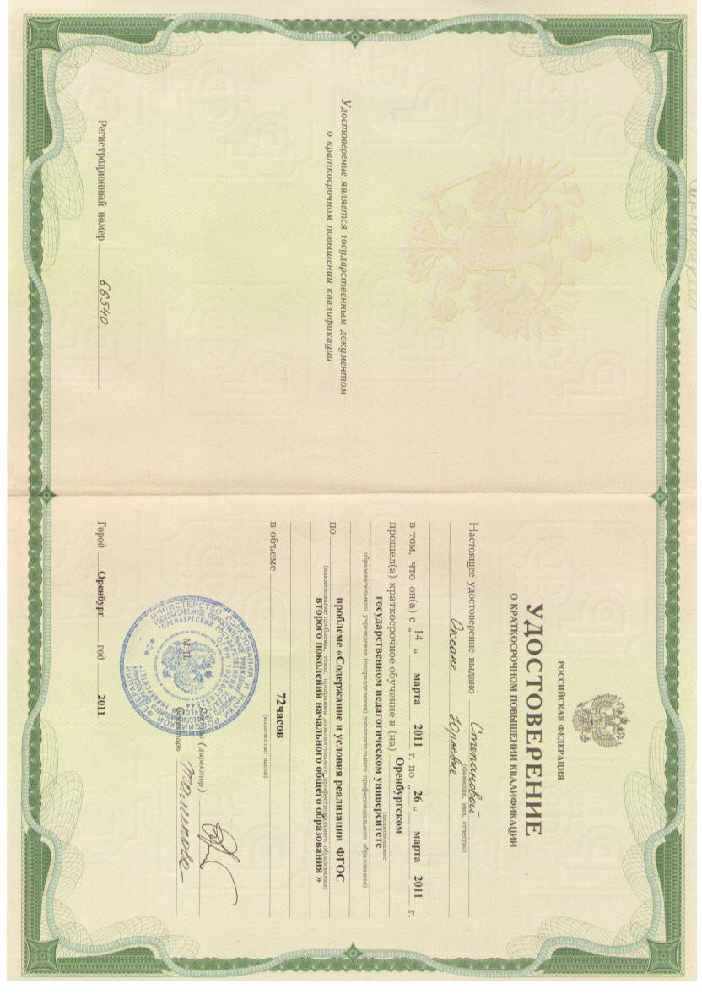 Удостоверение является государственным документом
о краткосрочном повышении квалификации
Регистрационный номер 66540
РОССИЙСКАЯ ФЕДЕРАЦИЯ
УДОСТОВЕРЕНИЕ
О КРАТКОСРОЧНОМ ПОВЫШЕНИИ КВАЛИФИКАЦИИ
Настоящее удостоверение выдано Степановой
(фамилия, имя, отчество)
Оксане Юрьевне
в том, что он(а) с „ 14 “ марта 2011 г. по „ 26 “ марта 2011 г.
прошел(а) краткосрочное обучение в (на) Оренбургском
(наименование
государственном педагогическом университете
образовательного учреждения (подразделения) дополнительного профессионального образования)
по проблеме «Содержание и условия реализации ФГОС
(наименование проблемы, темы, программы дополнительного профессионального образования)
второго поколения начального общего образования »
в объеме 72часов
(количество часов)
М.П.
Ректор (директор)
Секретарь
Город Оренбург год 2011